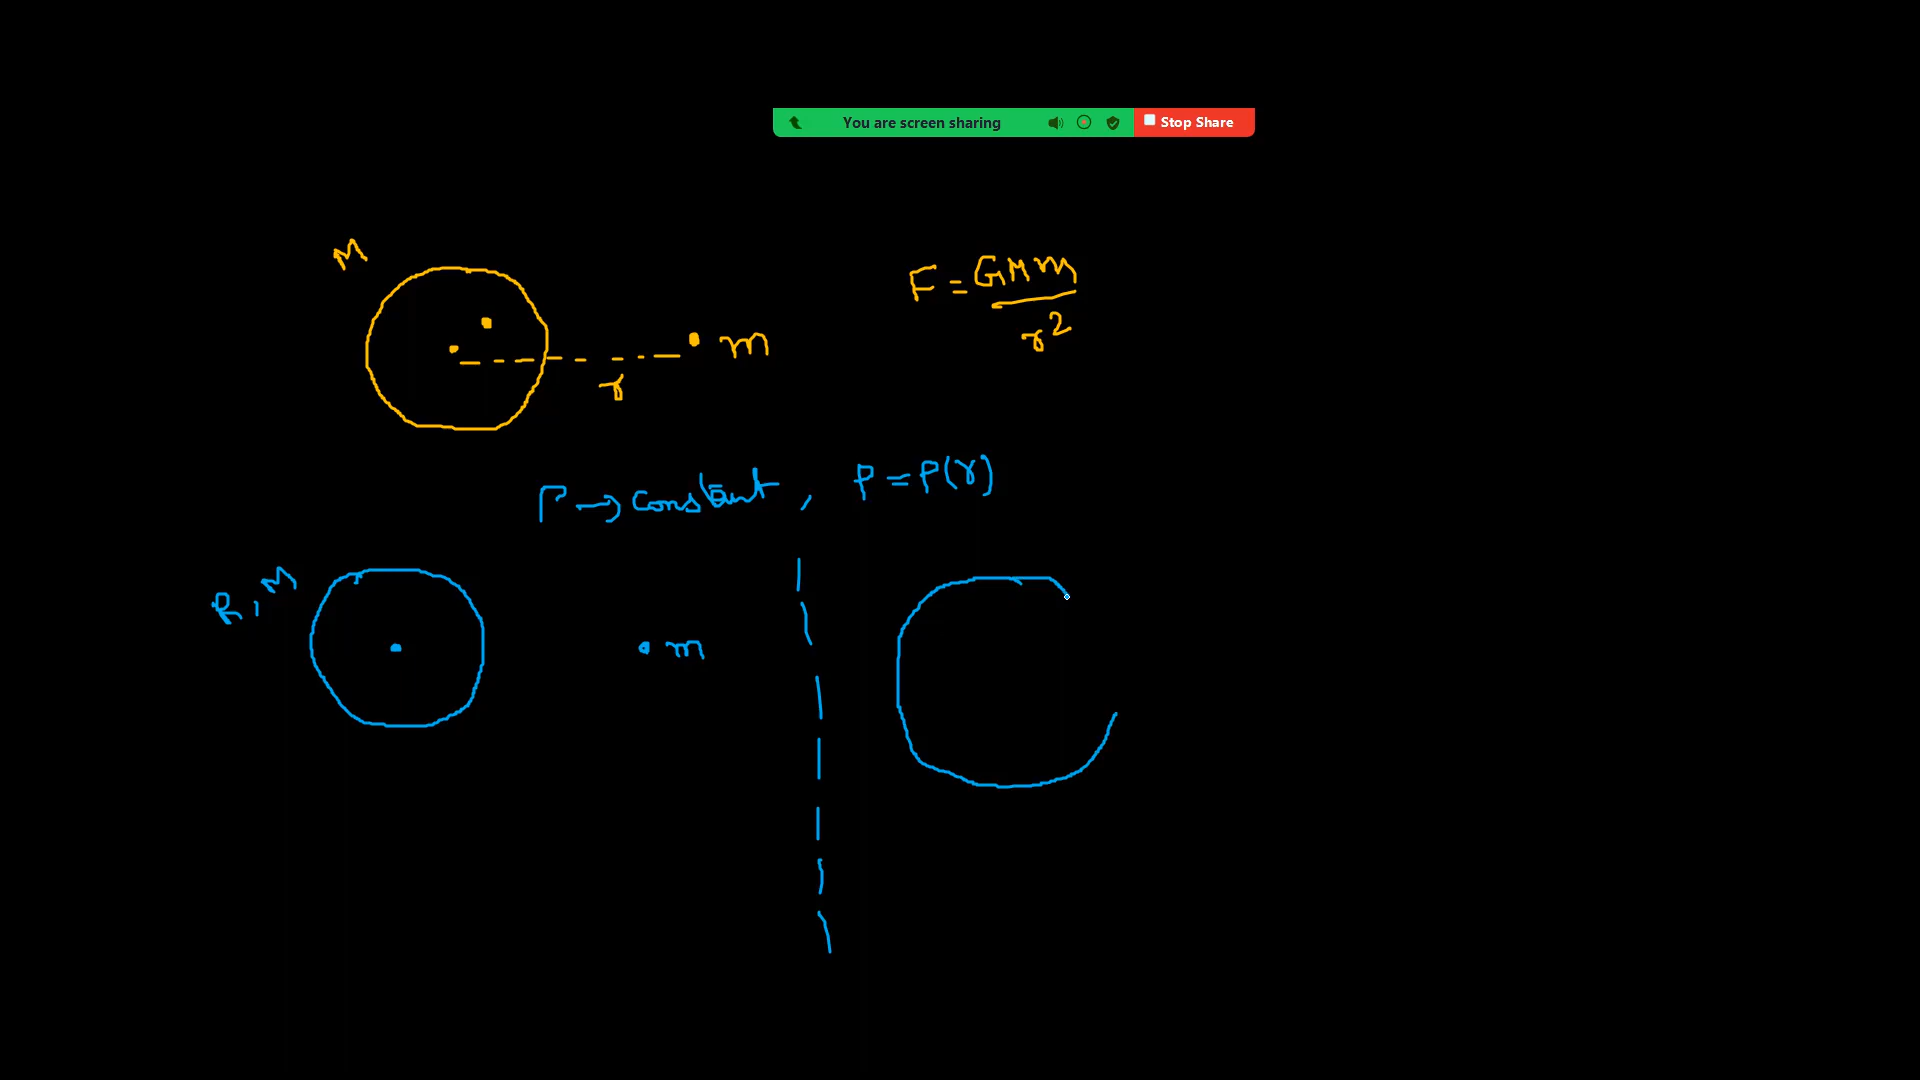 You are screen sharing Stop Share
M
F = GMm / r²
m
r
ρ → constant , ρ = ρ(r)
R, M
m